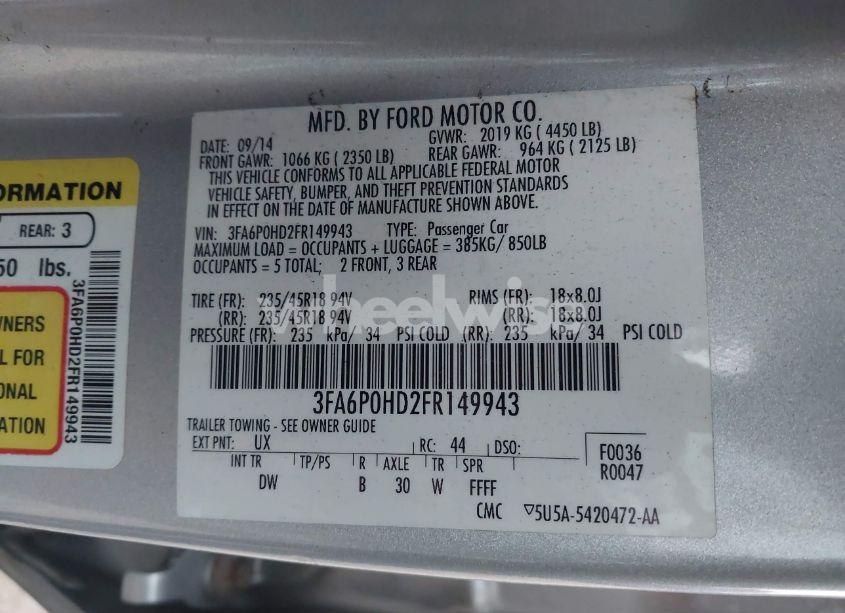 MFD. BY FORD MOTOR CO.
DATE: 09/14 GVWR: 2019 KG ( 4450 LB)
FRONT GAWR: 1066 KG ( 2350 LB) REAR GAWR: 964 KG ( 2125 LB)
THIS VEHICLE CONFORMS TO ALL APPLICABLE FEDERAL MOTOR
VEHICLE SAFETY, BUMPER, AND THEFT PREVENTION STANDARDS
IN EFFECT ON THE DATE OF MANUFACTURE SHOWN ABOVE.
VIN: 3FA6P0HD2FR149943 TYPE: Passenger Car
MAXIMUM LOAD = OCCUPANTS + LUGGAGE = 385KG/ 850LB
OCCUPANTS = 5 TOTAL; 2 FRONT, 3 REAR
TIRE (FR): 235/45R18 94V RIMS (FR): 18x8.0J
(RR): 235/45R18 94V (RR): 18x8.0J
PRESSURE (FR): 235 kPa/ 34 PSI COLD (RR): 235 kPa/ 34 PSI COLD
3FA6P0HD2FR149943
TRAILER TOWING - SEE OWNER GUIDE
EXT PNT: UX RC: 44 DSO:
F0036
R0047
INT TR TP/PS R AXLE TR SPR
DW B 30 W FFFF
CMC ▽5U5A-5420472-AA
ORMATION
REAR: 3
50 lbs.
WNERS
L FOR
ONAL
ATION
3FA6P0HD2FR149943
wheelwise